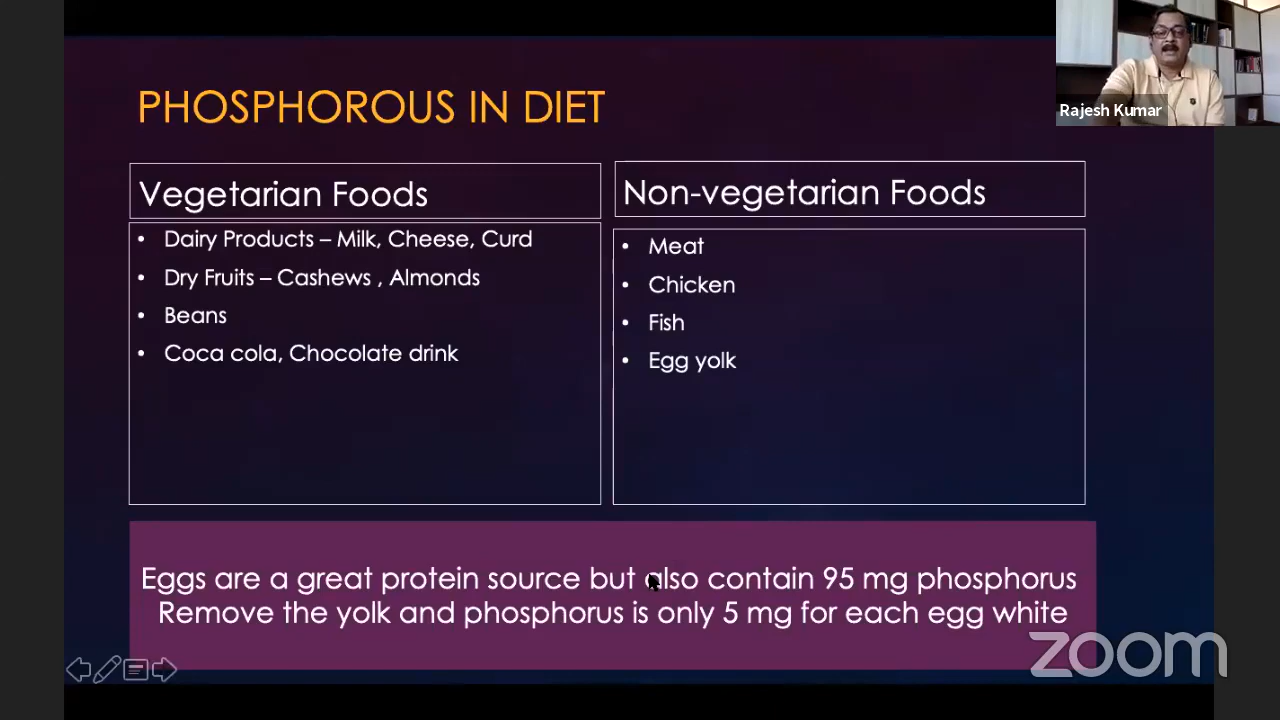 PHOSPHOROUS IN DIET
Rajesh Kumar
Vegetarian Foods
• Dairy Products – Milk, Cheese, Curd
• Dry Fruits – Cashews , Almonds
• Beans
• Coca cola, Chocolate drink
Non-vegetarian Foods
• Meat
• Chicken
• Fish
• Egg yolk
Eggs are a great protein source but also contain 95 mg phosphorus
Remove the yolk and phosphorus is only 5 mg for each egg white
zoom